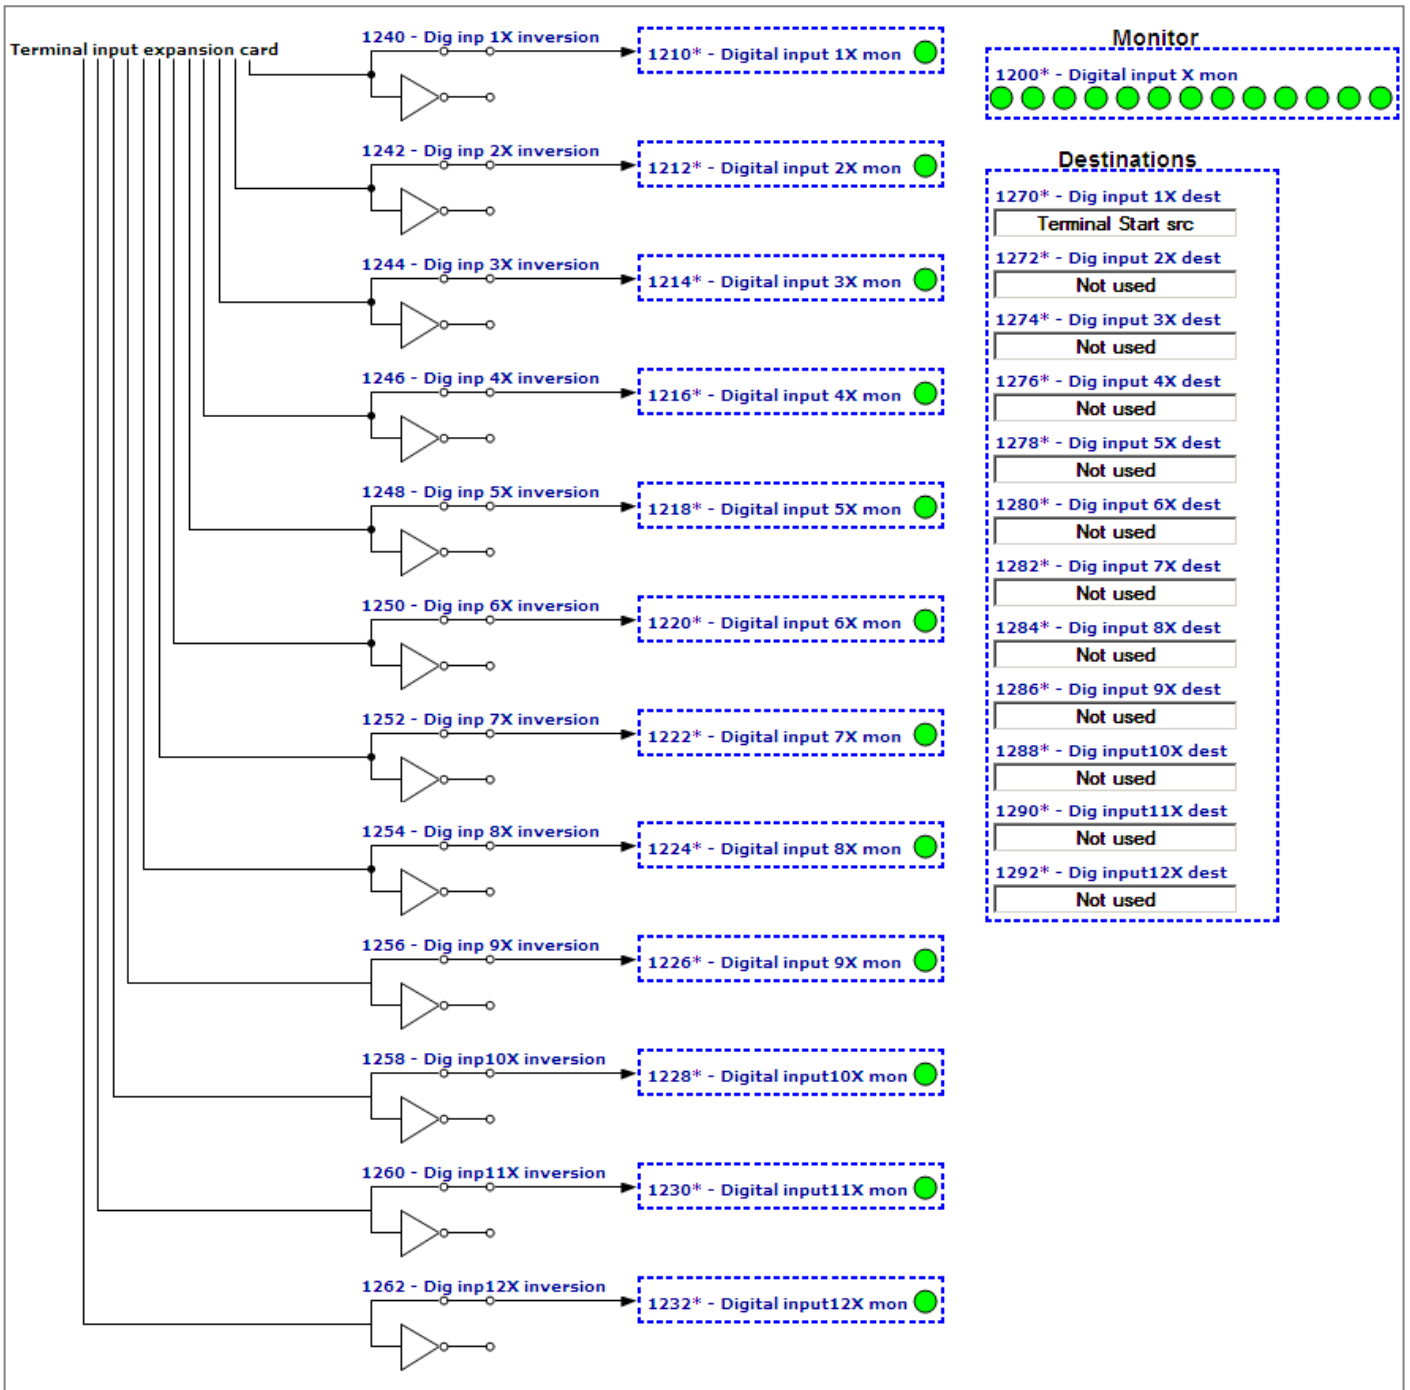 Terminal input expansion card
1240 - Dig inp 1X inversion
1210* - Digital input 1X mon
1242 - Dig inp 2X inversion
1212* - Digital input 2X mon
1244 - Dig inp 3X inversion
1214* - Digital input 3X mon
1246 - Dig inp 4X inversion
1216* - Digital input 4X mon
1248 - Dig inp 5X inversion
1218* - Digital input 5X mon
1250 - Dig inp 6X inversion
1220* - Digital input 6X mon
1252 - Dig inp 7X inversion
1222* - Digital input 7X mon
1254 - Dig inp 8X inversion
1224* - Digital input 8X mon
1256 - Dig inp 9X inversion
1226* - Digital input 9X mon
1258 - Dig inp10X inversion
1228* - Digital input10X mon
1260 - Dig inp11X inversion
1230* - Digital input11X mon
1262 - Dig inp12X inversion
1232* - Digital input12X mon
Monitor
1200* - Digital input X mon
Destinations
1270* - Dig input 1X dest
Terminal Start src
1272* - Dig input 2X dest
Not used
1274* - Dig input 3X dest
Not used
1276* - Dig input 4X dest
Not used
1278* - Dig input 5X dest
Not used
1280* - Dig input 6X dest
Not used
1282* - Dig input 7X dest
Not used
1284* - Dig input 8X dest
Not used
1286* - Dig input 9X dest
Not used
1288* - Dig input10X dest
Not used
1290* - Dig input11X dest
Not used
1292* - Dig input12X dest
Not used